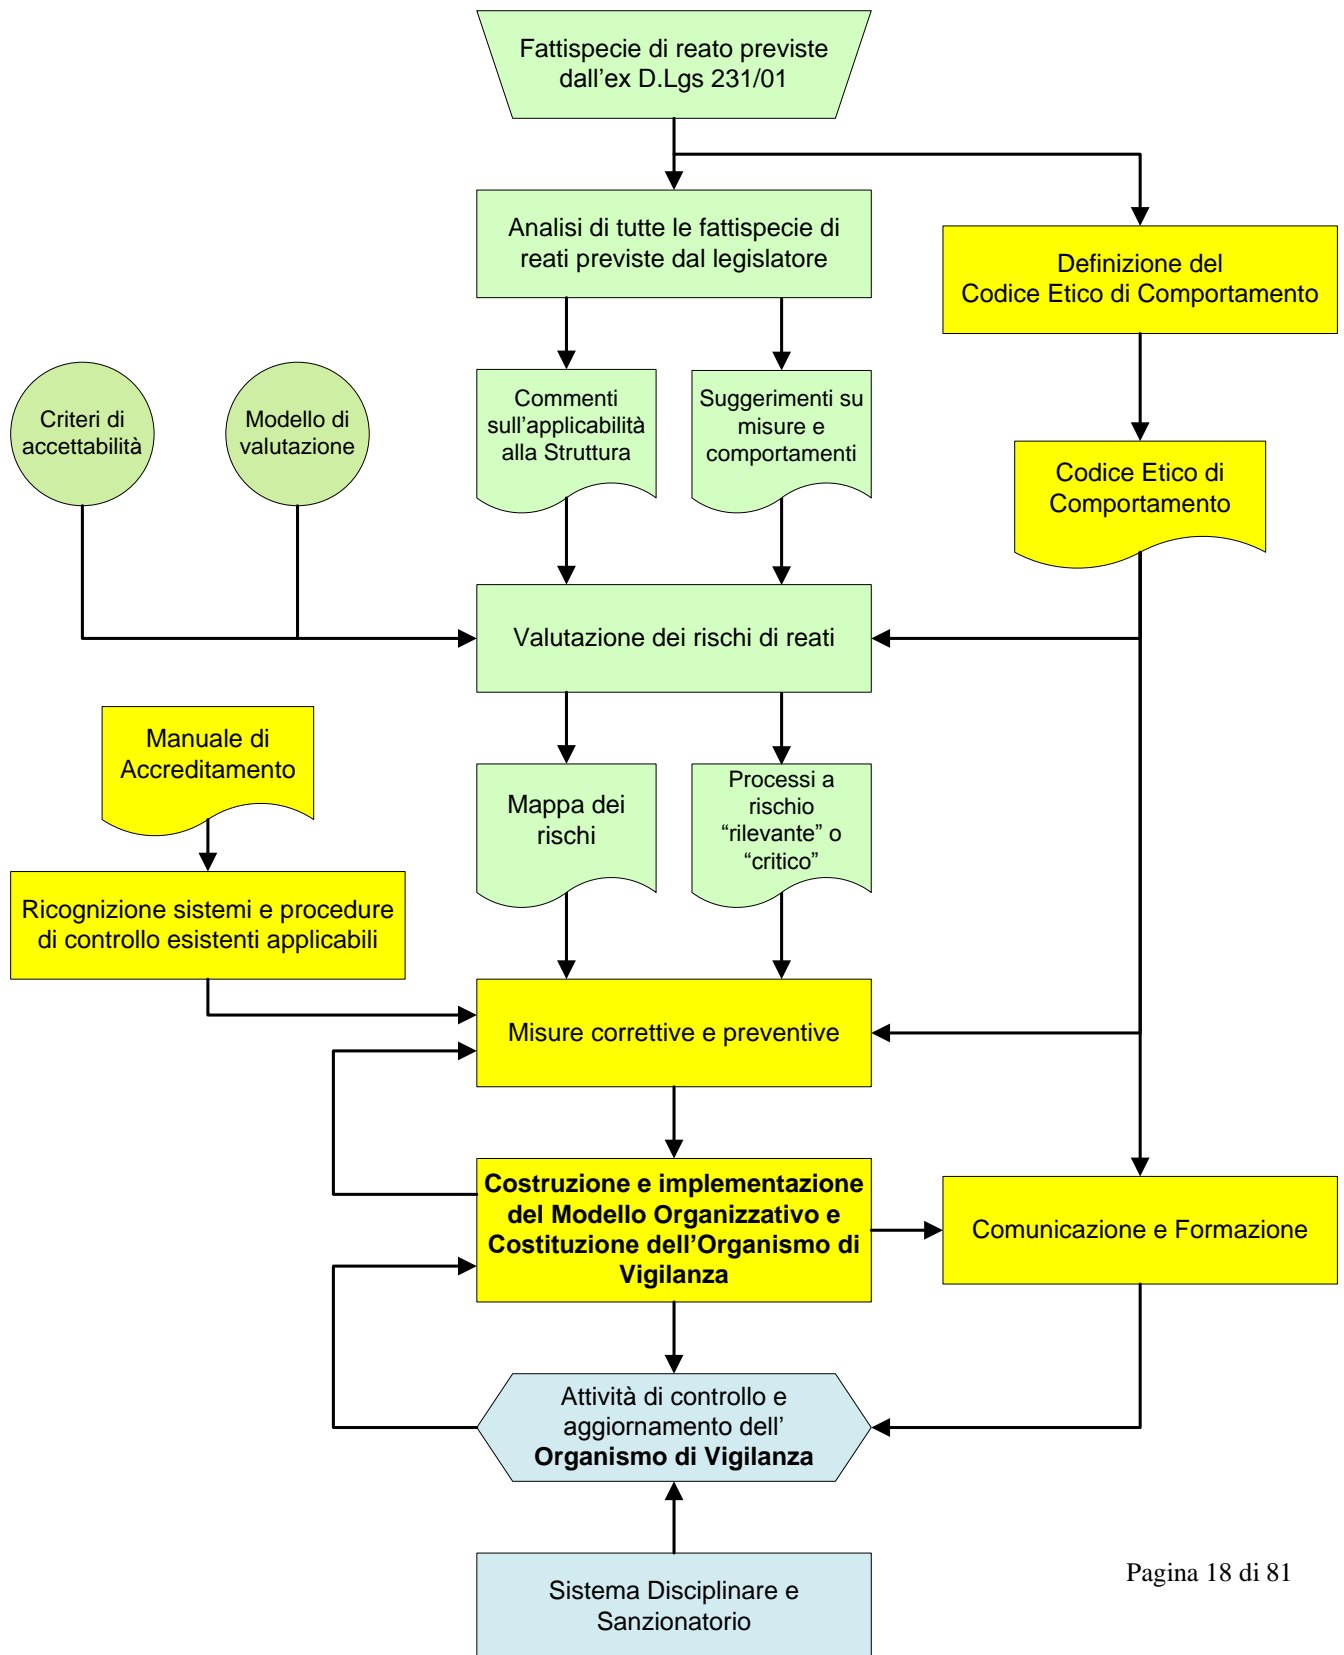 Fattispecie di reato previste
dall’ex D.Lgs 231/01
Analisi di tutte le fattispecie di
reati previste dal legislatore
Definizione del
Codice Etico di Comportamento
Criteri di
accettabilità
Modello di
valutazione
Commenti
sull’applicabilità
alla Struttura
Suggerimenti su
misure e
comportamenti
Codice Etico di
Comportamento
Valutazione dei rischi di reati
Manuale di
Accreditamento
Mappa dei
rischi
Processi a
rischio
“rilevante” o
“critico”
Ricognizione sistemi e procedure
di controllo esistenti applicabili
Misure correttive e preventive
Costruzione e implementazione
del Modello Organizzativo e
Costituzione dell’Organismo di
Vigilanza
Comunicazione e Formazione
Attività di controllo e
aggiornamento dell’
Organismo di Vigilanza
Sistema Disciplinare e
Sanzionatorio
Pagina 18 di 81